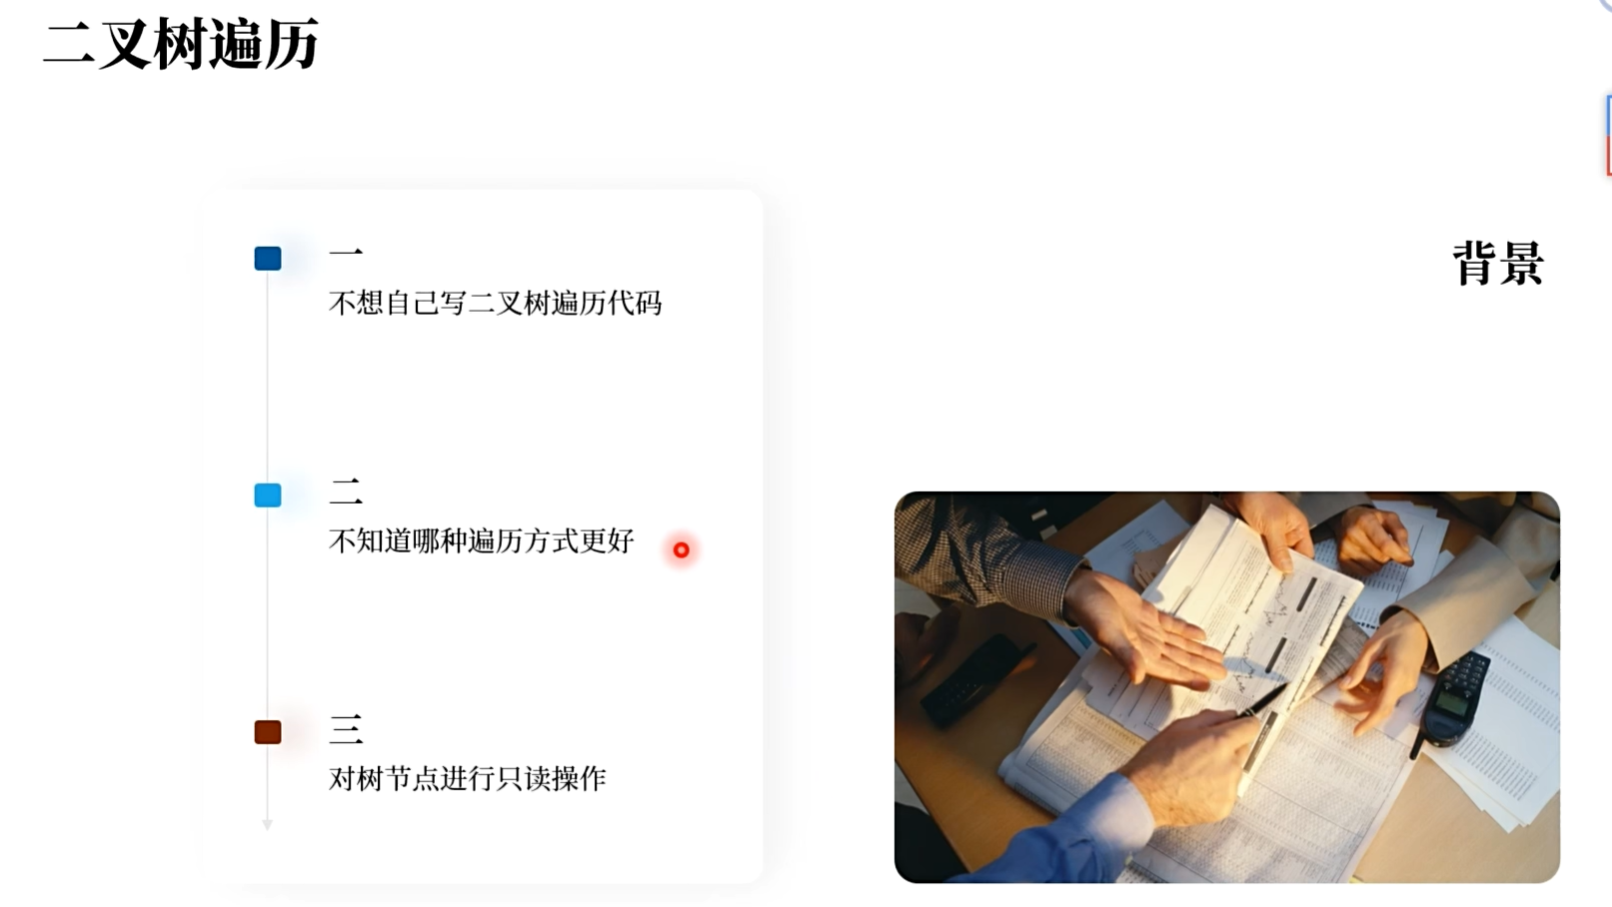 二叉树遍历
一
不想自己写二叉树遍历代码
二
不知道哪种遍历方式更好
三
对树节点进行只读操作
背景